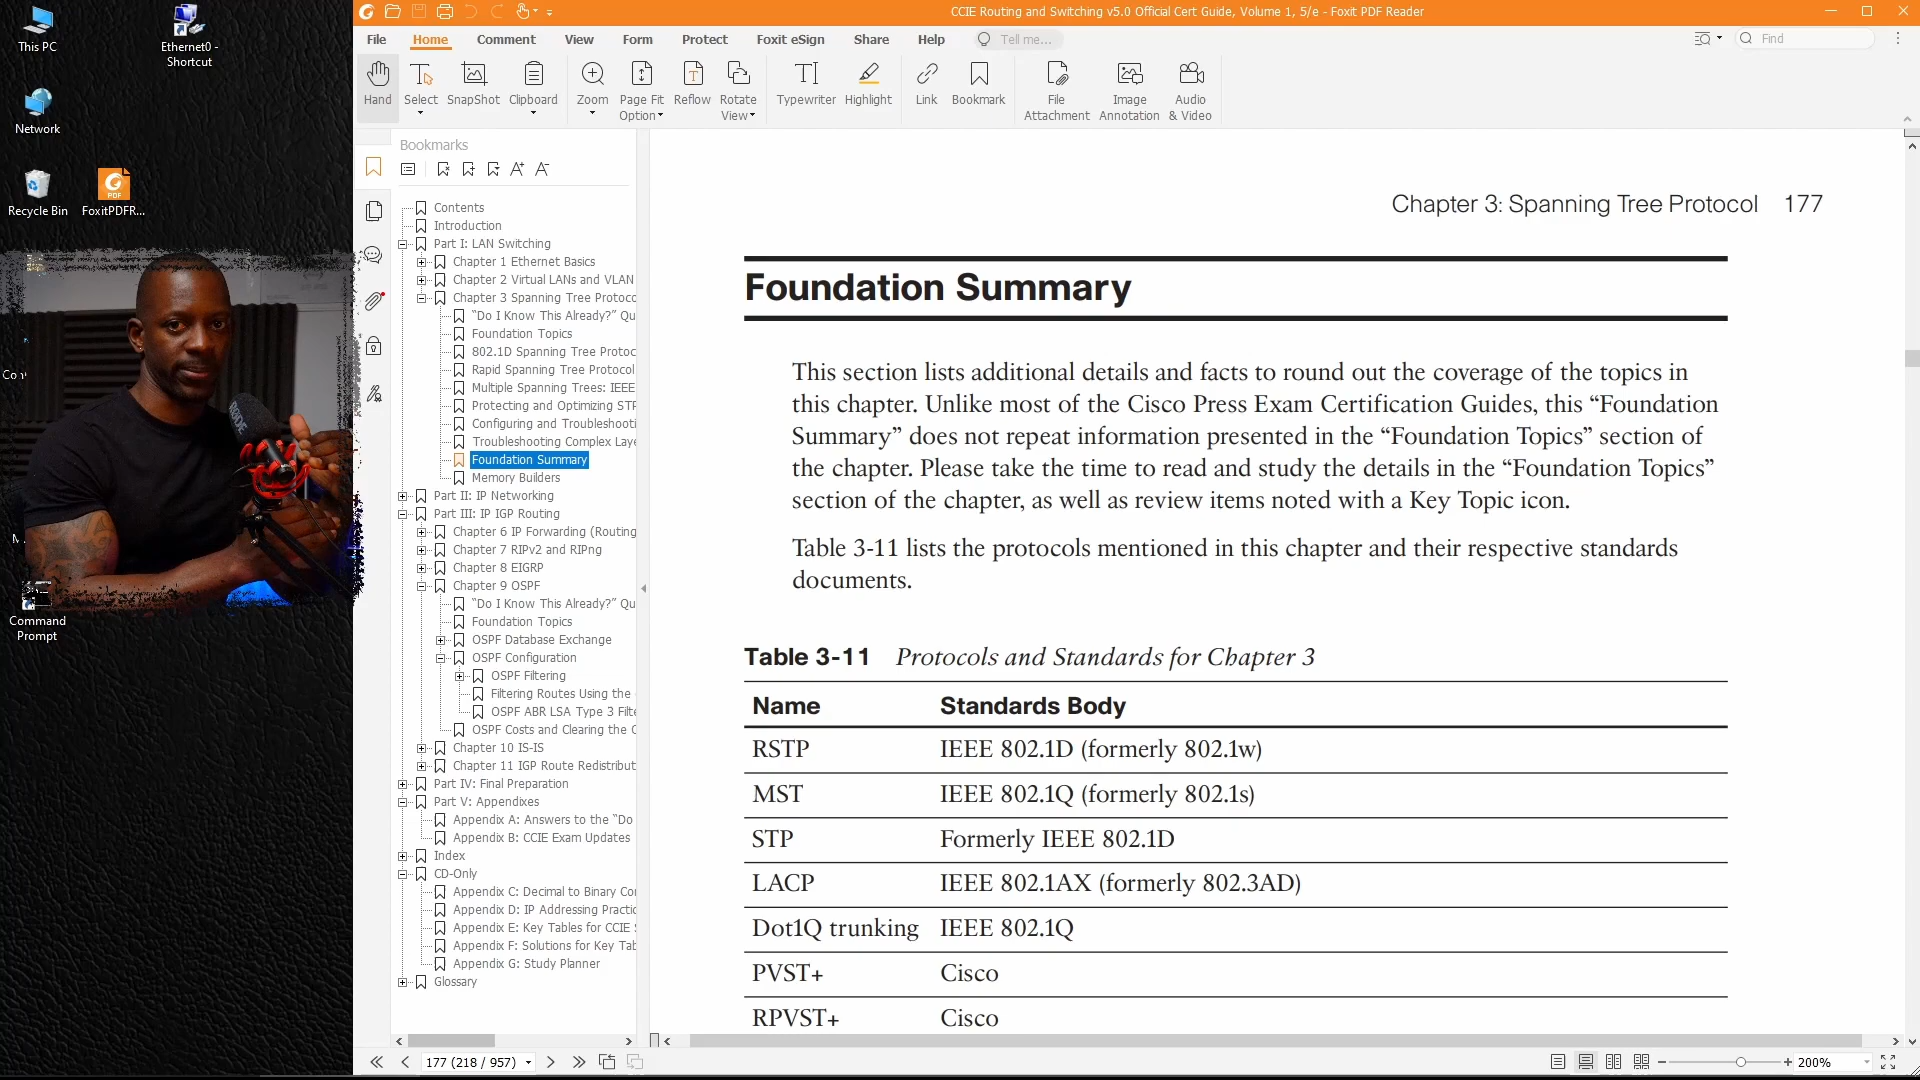 This PC
Ethernet0 -
Shortcut
Network
Recycle Bin
FoxitPDFR...
PDF
Command
Prompt
RØDE
CCIE Routing and Switching v5.0 Official Cert Guide, Volume 1, 5/e - Foxit PDF Reader
File
Home
Comment
View
Form
Protect
Foxit eSign
Share
Help
Tell me...
Find
Hand
Select
SnapShot
Clipboard
Zoom
Page Fit
Option
Reflow
Rotate
View
Typewriter
Highlight
Link
Bookmark
File
Attachment
Image
Annotation
Audio
& Video
Bookmarks
Contents
Introduction
Part I: LAN Switching
Chapter 1 Ethernet Basics
Chapter 2 Virtual LANs and VLAN
Chapter 3 Spanning Tree Protoco
“Do I Know This Already?” Qu
Foundation Topics
802.1D Spanning Tree Protoc
Rapid Spanning Tree Protocol
Multiple Spanning Trees: IEEE
Protecting and Optimizing STP
Configuring and Troubleshooti
Troubleshooting Complex Laye
Foundation Summary
Memory Builders
Part II: IP Networking
Part III: IP IGP Routing
Chapter 6 IP Forwarding (Routing
Chapter 7 RIPv2 and RIPng
Chapter 8 EIGRP
Chapter 9 OSPF
“Do I Know This Already?” Qu
Foundation Topics
OSPF Database Exchange
OSPF Configuration
OSPF Filtering
Filtering Routes Using the
OSPF ABR LSA Type 3 Filte
OSPF Costs and Clearing the O
Chapter 10 IS-IS
Chapter 11 IGP Route Redistribut
Part IV: Final Preparation
Part V: Appendixes
Appendix A: Answers to the “Do
Appendix B: CCIE Exam Updates
Index
CD-Only
Appendix C: Decimal to Binary Con
Appendix D: IP Addressing Practic
Appendix E: Key Tables for CCIE S
Appendix F: Solutions for Key Tab
Appendix G: Study Planner
Glossary
Chapter 3: Spanning Tree Protocol 177
Foundation Summary
This section lists additional details and facts to round out the coverage of the topics in
this chapter. Unlike most of the Cisco Press Exam Certification Guides, this “Foundation
Summary” does not repeat information presented in the “Foundation Topics” section of
the chapter. Please take the time to read and study the details in the “Foundation Topics”
section of the chapter, as well as review items noted with a Key Topic icon.
Table 3-11 lists the protocols mentioned in this chapter and their respective standards
documents.
Table 3-11 Protocols and Standards for Chapter 3
Name Standards Body
RSTP IEEE 802.1D (formerly 802.1w)
MST IEEE 802.1Q (formerly 802.1s)
STP Formerly IEEE 802.1D
LACP IEEE 802.1AX (formerly 802.3AD)
Dot1Q trunking IEEE 802.1Q
PVST+ Cisco
RPVST+ Cisco
177 (218 / 957)
200%